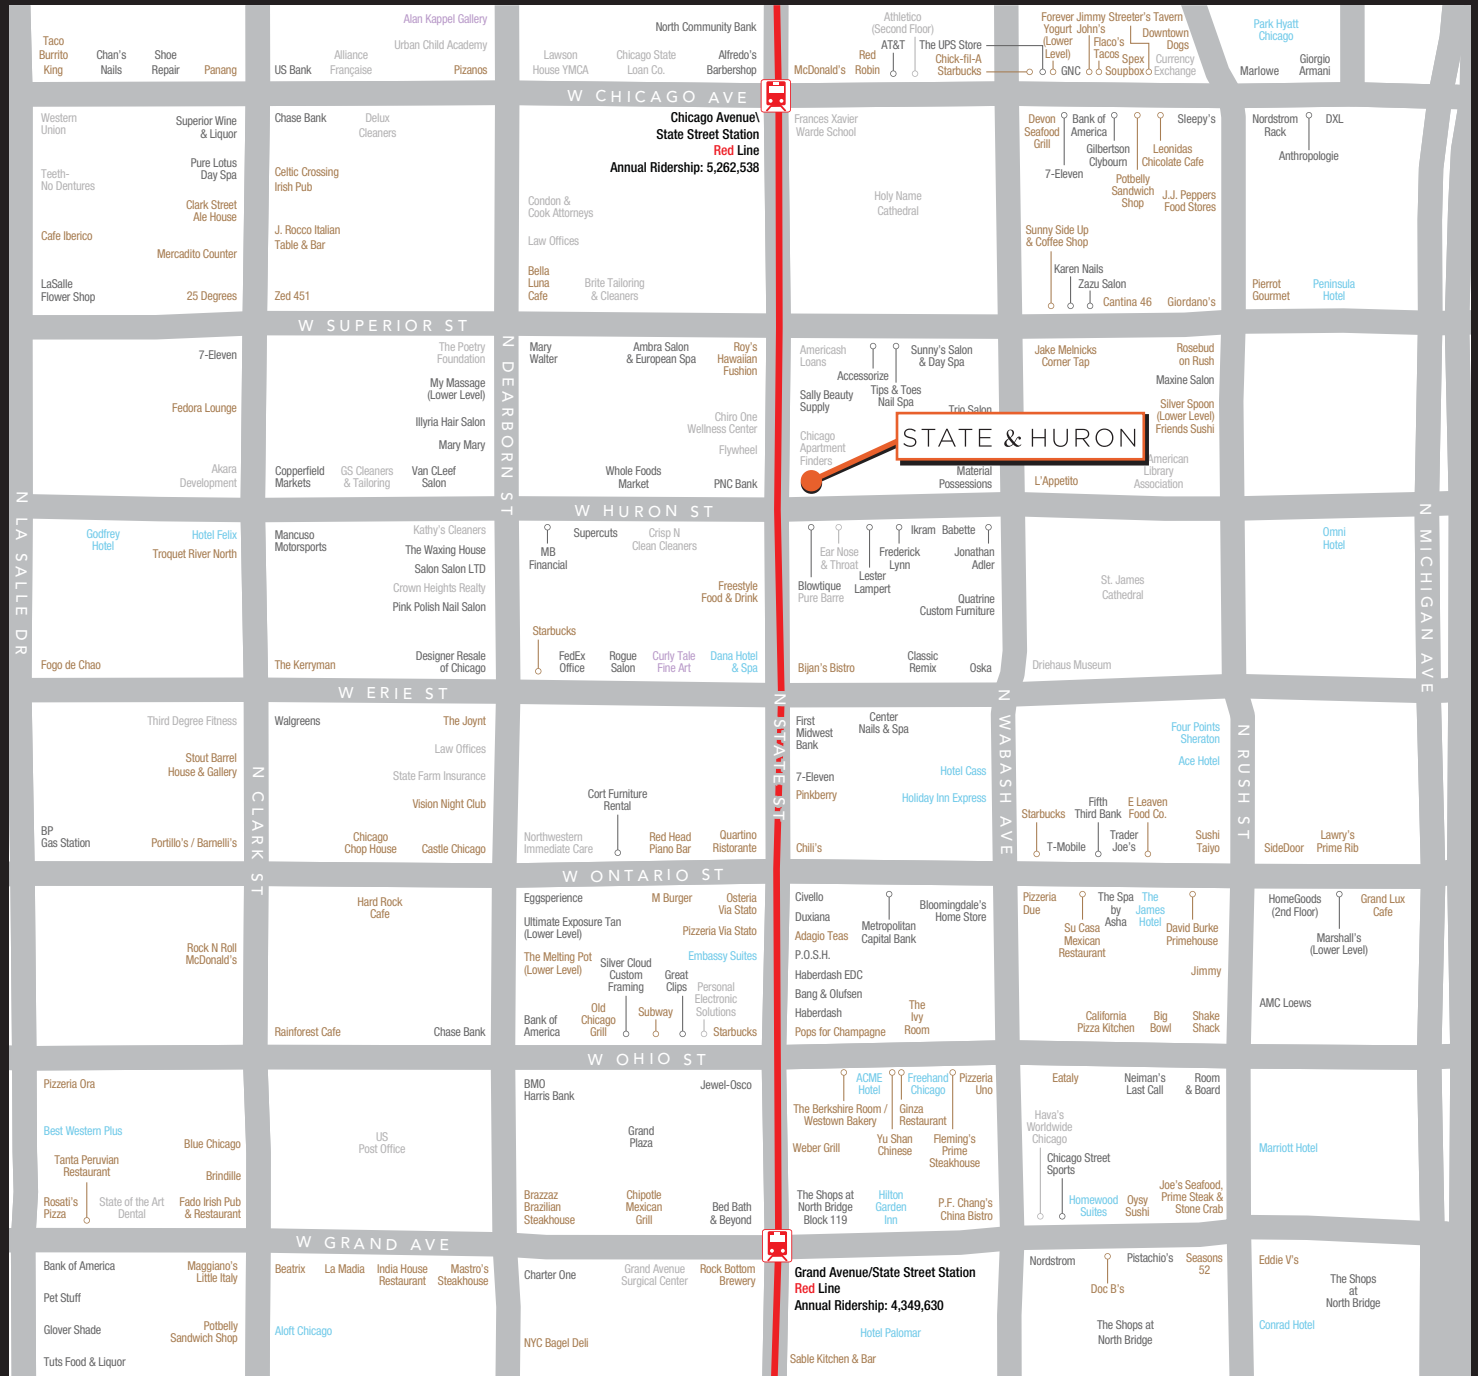 Taco
Burrito
King
Chan's
Nails
Shoe
Repair
Panang
Alan Kappel Gallery
Urban Child Academy
Alliance
Française
US Bank
Pizanos
North Community Bank
Lawson
House YMCA
Chicago State
Loan Co.
Alfredo's
Barbershop
Athletico
(Second Floor)
AT&T
The UPS Store
McDonald's
Red
Robin
Chick-fil-A
Starbucks
Forever
Yogurt
(Lower
Level)
Jimmy
John's
Streeter's Tavern
Flaco's
Tacos
Downtown
Dogs
GNC
Spex
Soupbox
Currency
Exchange
Park Hyatt
Chicago
Marlowe
Giorgio
Armani
W CHICAGO AVE
Western
Union
Superior Wine
& Liquor
Teeth-
No Dentures
Pure Lotus
Day Spa
Clark Street
Ale House
Cafe Iberico
Mercadito Counter
LaSalle
Flower Shop
25 Degrees
Chase Bank
Delux
Cleaners
Celtic Crossing
Irish Pub
J. Rocco Italian
Table & Bar
Zed 451
Chicago Avenue\
State Street Station
Red Line
Annual Ridership: 5,262,538
Condon &
Cook Attorneys
Law Offices
Bella
Luna
Cafe
Brite Tailoring
& Cleaners
Frances Xavier
Warde School
Holy Name
Cathedral
Devon
Seafood
Grill
Bank of
America
Sleepy's
Gilbertson
Clybourn
Leonidas
Chicolate Cafe
7-Eleven
Potbelly
Sandwich
Shop
J.J. Peppers
Food Stores
Sunny Side Up
& Coffee Shop
Karen Nails
Zazu Salon
Cantina 46
Giordano's
Nordstrom
Rack
DXL
Anthropologie
Pierrot
Gourmet
Peninsula
Hotel
W SUPERIOR ST
7-Eleven
Fedora Lounge
Akara
Development
The Poetry
Foundation
My Massage
(Lower Level)
Illyria Hair Salon
Mary Mary
Copperfield
Markets
GS Cleaners
& Tailoring
Van CLeef
Salon
N DEARBORN ST
Mary
Walter
Ambra Salon
& European Spa
Roy's
Hawaiian
Fushion
Chiro One
Wellness Center
Flywheel
Whole Foods
Market
PNC Bank
Americash
Loans
Accessorize
Sunny's Salon
& Day Spa
Sally Beauty
Supply
Tips & Toes
Nail Spa
Trio Salon
Chicago
Apartment
Finders
STATE & HURON
Material
Possessions
Jake Melnicks
Corner Tap
Rosebud
on Rush
Maxine Salon
Silver Spoon
(Lower Level)
Friends Sushi
L'Appetito
American
Library
Association
W HURON ST
N LA SALLE DR
N MICHIGAN AVE
Godfrey
Hotel
Hotel Felix
Troquet River North
Fogo de Chao
Mancuso
Motorsports
Kathy's Cleaners
The Waxing House
Salon Salon LTD
Crown Heights Realty
Pink Polish Nail Salon
The Kerryman
Designer Resale
of Chicago
MB
Financial
Supercuts
Crisp N
Clean Cleaners
Freestyle
Food & Drink
Starbucks
FedEx
Office
Rogue
Salon
Curly Tale
Fine Art
Dana Hotel
& Spa
Ear Nose
& Throat
Frederick
Lynn
Ikram
Babette
Jonathan
Adler
Blowtique
Pure Barre
Lester
Lampert
Quatrine
Custom Furniture
Bijan's Bistro
Classic
Remix
Oska
St. James
Cathedral
Driehaus Museum
Omni
Hotel
W ERIE ST
Third Degree Fitness
Stout Barrel
House & Gallery
BP
Gas Station
Portillo's / Barnelli's
N CLARK ST
Walgreens
The Joynt
Law Offices
State Farm Insurance
Vision Night Club
Chicago
Chop House
Castle Chicago
Cort Furniture
Rental
Northwestern
Immediate Care
Red Head
Piano Bar
Quartino
Ristorante
N STATE ST
First
Midwest
Bank
Center
Nails & Spa
7-Eleven
Pinkberry
Hotel Cass
Holiday Inn Express
Chili's
N WABASH AVE
Four Points
Sheraton
Ace Hotel
Starbucks
Fifth
Third Bank
E Leaven
Food Co.
T-Mobile
Trader
Joe's
Sushi
Taiyo
N RUSH ST
SideDoor
Lawry's
Prime Rib
W ONTARIO ST
Rock N Roll
McDonald's
Hard Rock
Cafe
Rainforest Cafe
Chase Bank
Eggsperience
M Burger
Osteria
Via Stato
Ultimate Exposure Tan
(Lower Level)
Pizzeria Via Stato
The Melting Pot
(Lower Level)
Silver Cloud
Custom
Framing
Embassy Suites
Great
Clips
Personal
Electronic
Solutions
Bank of
America
Old
Chicago
Grill
Subway
Starbucks
Civello
Duxiana
Adagio Teas
P.O.S.H.
Haberdash EDC
Bang & Olufsen
Haberdash
Pops for Champagne
Metropolitan
Capital Bank
Bloomingdale's
Home Store
The
Ivy
Room
Pizzeria
Due
Su Casa
Mexican
Restaurant
The Spa
by
Asha
The
James
Hotel
David Burke
Primehouse
Jimmy
California
Pizza Kitchen
Big
Bowl
Shake
Shack
HomeGoods
(2nd Floor)
Grand Lux
Cafe
Marshall's
(Lower Level)
AMC Loews
W OHIO ST
Pizzeria Ora
Best Western Plus
Blue Chicago
Tanta Peruvian
Restaurant
Brindille
Rosati's
Pizza
State of the Art
Dental
Fado Irish Pub
& Restaurant
US
Post Office
BMO
Harris Bank
Jewel-Osco
Grand
Plaza
Brazzaz
Brazilian
Steakhouse
Chipotle
Mexican
Grill
Bed Bath
& Beyond
ACME
Hotel
Freehand
Chicago
Pizzeria
Uno
The Berkshire Room /
Westown Bakery
Ginza
Restaurant
Weber Grill
Yu Shan
Chinese
Fleming's
Prime
Steakhouse
The Shops at
North Bridge
Block 119
Hilton
Garden
Inn
P.F. Chang's
China Bistro
Eataly
Neiman's
Last Call
Room
& Board
Hava's
Worldwide
Chicago
Chicago Street
Sports
Homewood
Suites
Oysy
Sushi
Joe's Seafood,
Prime Steak &
Stone Crab
Marriott Hotel
W GRAND AVE
Bank of America
Maggiano's
Little Italy
Pet Stuff
Glover Shade
Potbelly
Sandwich Shop
Tuts Food & Liquor
Beatrix
La Madia
India House
Restaurant
Mastro's
Steakhouse
Aloft Chicago
Charter One
Grand Avenue
Surgical Center
Rock Bottom
Brewery
NYC Bagel Deli
Grand Avenue/State Street Station
Red Line
Annual Ridership: 4,349,630
Hotel Palomar
Sable Kitchen & Bar
Nordstrom
Doc B's
Pistachio's
Seasons
52
The Shops at
North Bridge
Eddie V's
The Shops
at
North Bridge
Conrad Hotel